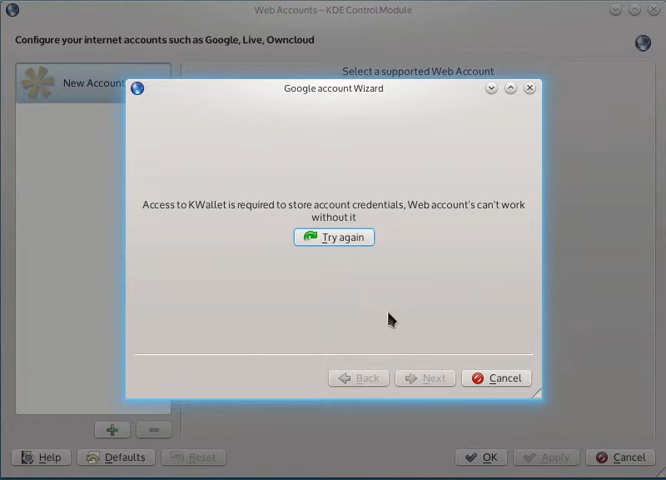 Web Accounts – KDE Control Module
Configure your internet accounts such as Google, Live, Owncloud
New Account
Select a supported Web Account
Google account Wizard
Access to KWallet is required to store account credentials, Web account's can't work
without it
Try again
Back
Next
Cancel
Help
Defaults
Reset
OK
Apply
Cancel